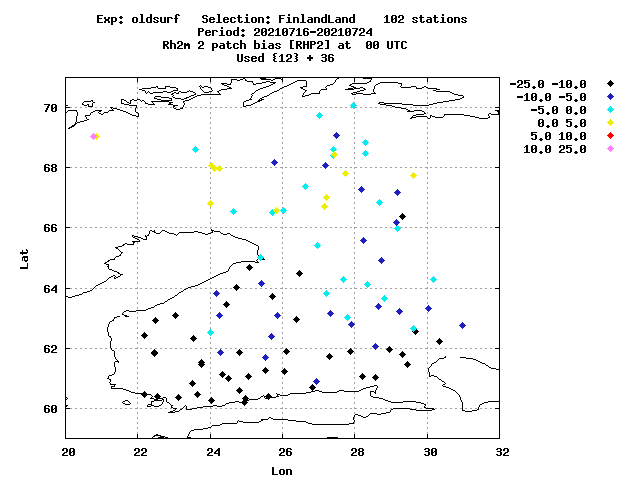 Exp: oldsurf   Selection: FinlandLand    102 stations
Period: 20210716-20210724
Rh2m 2 patch bias [RHP2] at  00 UTC
Used {12} + 36
-25.0 -10.0
-10.0 -5.0
-5.0 0.0
0.0 5.0
5.0 10.0
10.0 25.0
70
68
66
64
62
60
Lat
20 22 24 26 28 30 32
Lon